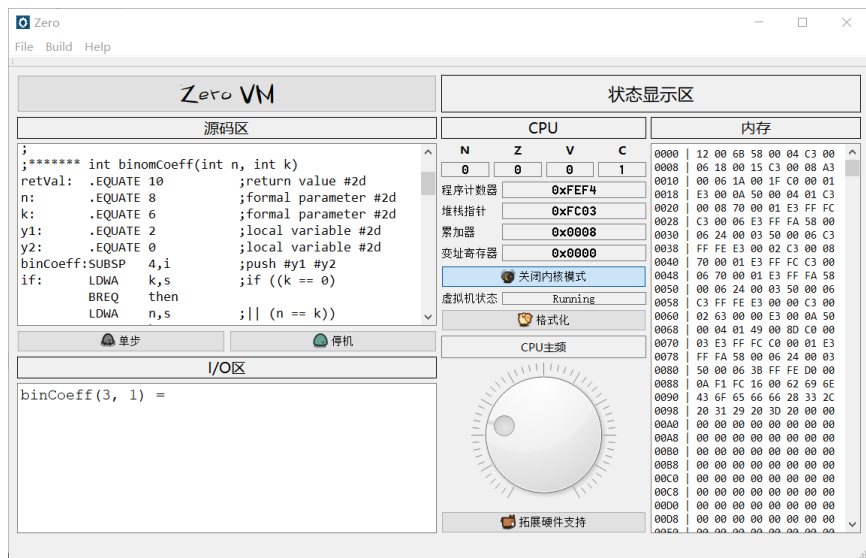 Zero
File Build Help
Zero VM
源码区
;
;******* int binomCoeff(int n, int k)
retVal: .EQUATE 10 ;return value #2d
n: .EQUATE 8 ;formal parameter #2d
k: .EQUATE 6 ;formal parameter #2d
y1: .EQUATE 2 ;local variable #2d
y2: .EQUATE 0 ;local variable #2d
binCoeff:SUBSP 4,i ;push #y1 #y2
if: LDWA k,s ;if ((k == 0)
BREQ then
LDWA n,s ;|| (n == k))
单步
停机
I/O区
binCoeff(3, 1) =
状态显示区
CPU
N Z V C
0 0 0 1
程序计数器 0xFEF4
堆栈指针 0xFC03
累加器 0x0008
变址寄存器 0x0000
关闭内核模式
虚拟机状态 Running
格式化
CPU主频
拓展硬件支持
内存
0000 | 12 00 6B 58 00 04 C3 00
0008 | 06 18 00 15 C3 00 08 A3
0010 | 00 06 1A 00 1F C0 00 01
0018 | E3 00 0A 50 00 04 01 C3
0020 | 00 08 70 00 01 E3 FF FC
0028 | C3 00 06 E3 FF FA 58 00
0030 | 06 24 00 03 50 00 06 C3
0038 | FF FE E3 00 02 C3 00 08
0040 | 70 00 01 E3 FF FC C3 00
0048 | 06 70 00 01 E3 FF FA 58
0050 | 00 06 24 00 03 50 00 06
0058 | C3 FF FE E3 00 00 C3 00
0060 | 02 63 00 00 E3 00 0A 50
0068 | 00 04 01 49 00 8D C0 00
0070 | 03 E3 FF FC C0 00 01 E3
0078 | FF FA 58 00 06 24 00 03
0080 | 50 00 06 3B FF FE D0 00
0088 | 0A F1 FC 16 00 62 69 6E
0090 | 43 6F 65 66 66 28 33 2C
0098 | 20 31 29 20 3D 20 00 00
00A0 | 00 00 00 00 00 00 00 00
00A8 | 00 00 00 00 00 00 00 00
00B0 | 00 00 00 00 00 00 00 00
00B8 | 00 00 00 00 00 00 00 00
00C0 | 00 00 00 00 00 00 00 00
00C8 | 00 00 00 00 00 00 00 00
00D0 | 00 00 00 00 00 00 00 00
00D8 | 00 00 00 00 00 00 00 00